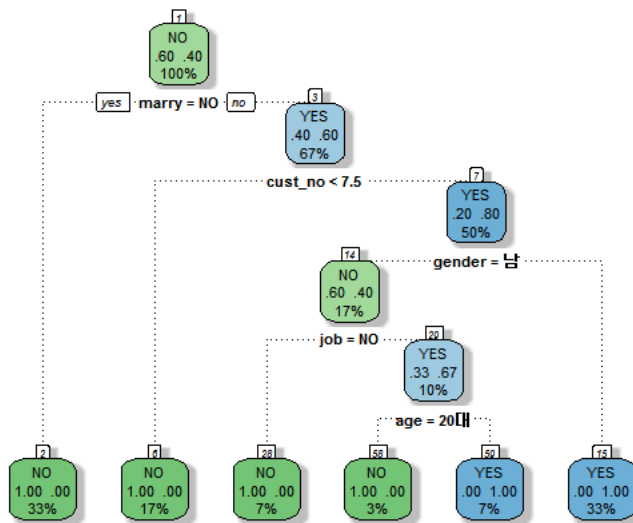 1
NO
.60 .40
100%
yes marry = NO no
3
YES
.40 .60
67%
cust_no < 7.5
7
YES
.20 .80
50%
gender = 남
14
NO
.60 .40
17%
job = NO
YES
.33 .67
10%
age = 20대
2
NO
1.00 .00
33%
6
NO
1.00 .00
17%
28
NO
1.00 .00
7%
58
NO
1.00 .00
3%
YES
.00 1.00
7%
15
YES
.00 1.00
33%